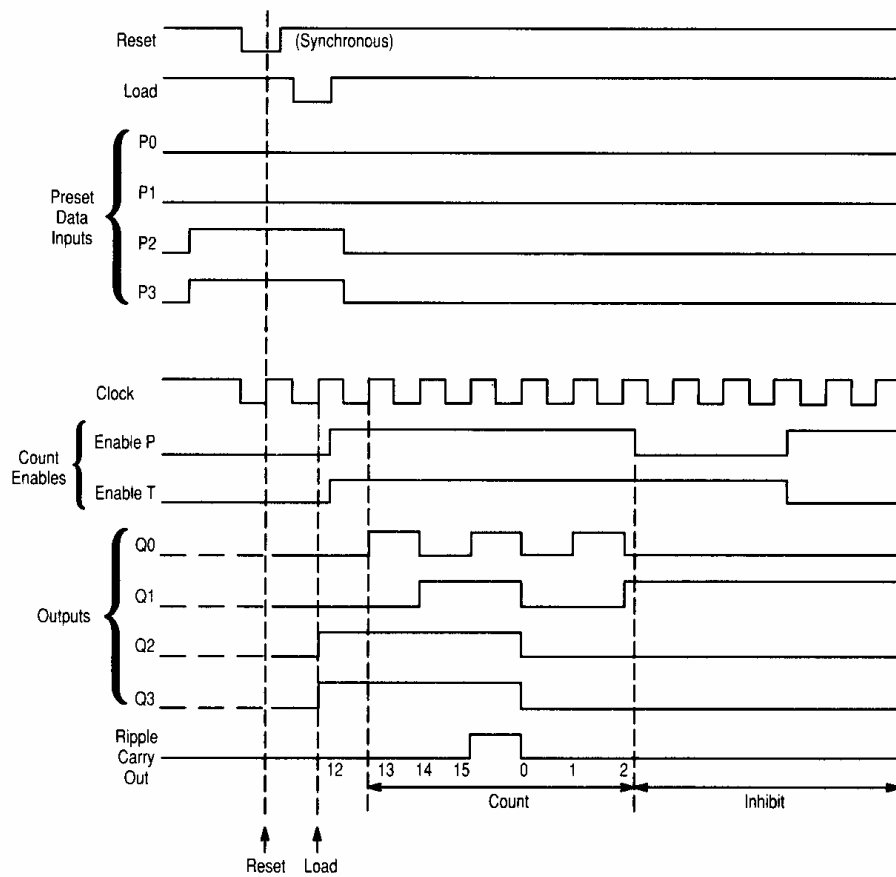 Reset
(Synchronous)
Load
P0
P1
Preset
Data
Inputs
P2
P3
Clock
Enable P
Count
Enables
Enable T
Q0
Q1
Outputs
Q2
Q3
Ripple
Carry
Out
12 13 14 15 0 1 2
Count
Inhibit
Reset Load